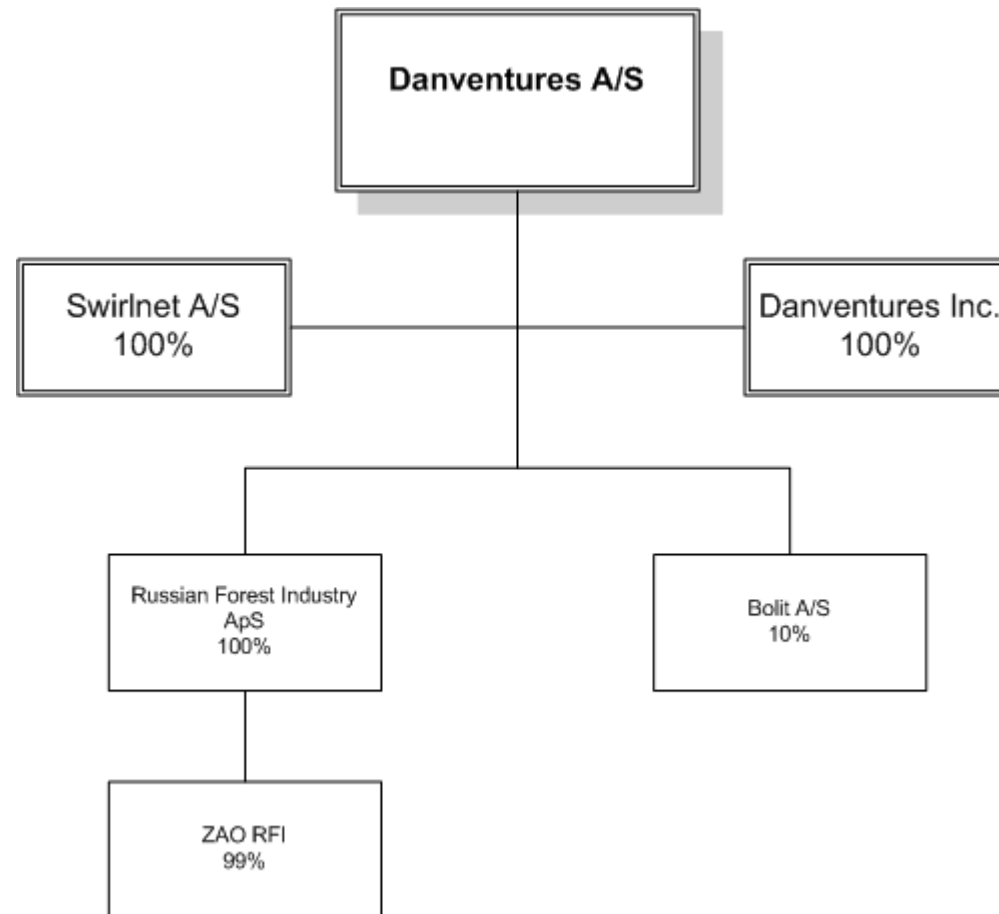 Danventures A/S
Swirlnet A/S
100%
Danventures Inc.
100%
Russian Forest Industry
ApS
100%
Bolit A/S
10%
ZAO RFI
99%